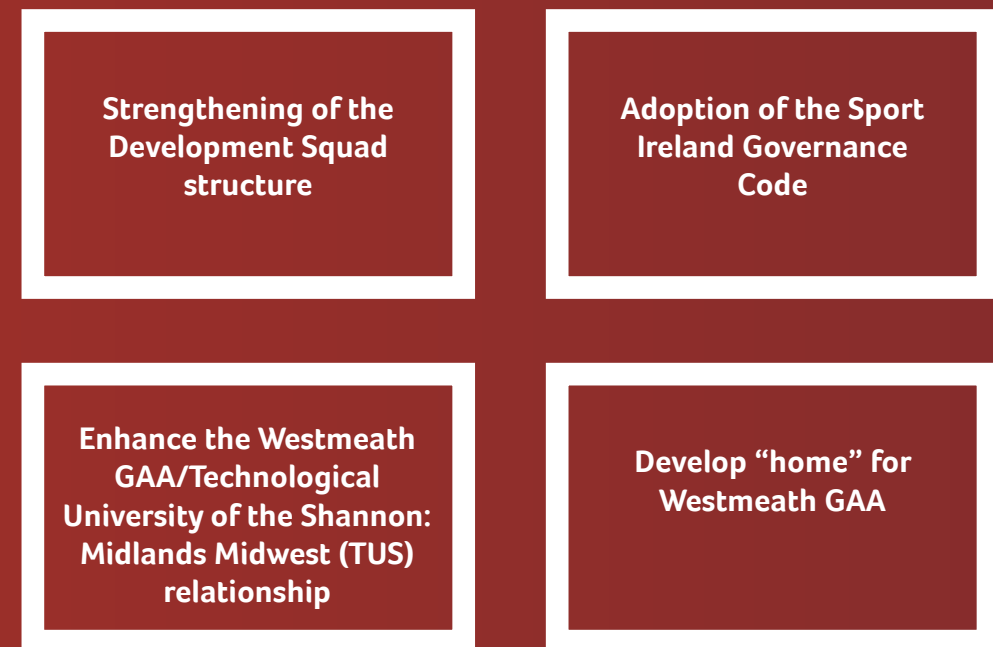 Strengthening of the
Development Squad
structure
Adoption of the Sport
Ireland Governance
Code
Enhance the Westmeath
GAA/Technological
University of the Shannon:
Midlands Midwest (TUS)
relationship
Develop “home” for
Westmeath GAA